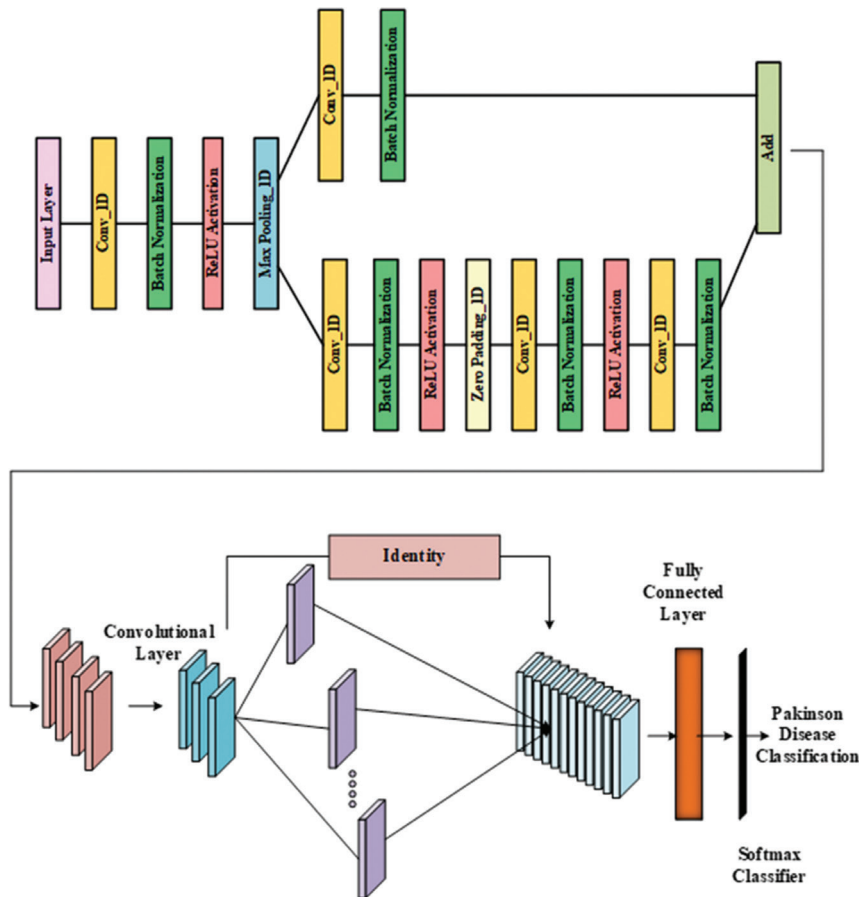 Input Layer
Conv_1D
Batch Normalization
ReLU Activation
Max Pooling_1D
Conv_1D
Batch Normalization
Add
Conv_1D
Batch Normalization
ReLU Activation
Zero Padding_1D
Conv_1D
Batch Normalization
ReLU Activation
Conv_1D
Batch Normalization
Identity
Convolutional
Layer
Fully
Connected
Layer
Pakinson
Disease
Classification
Softmax
Classifier